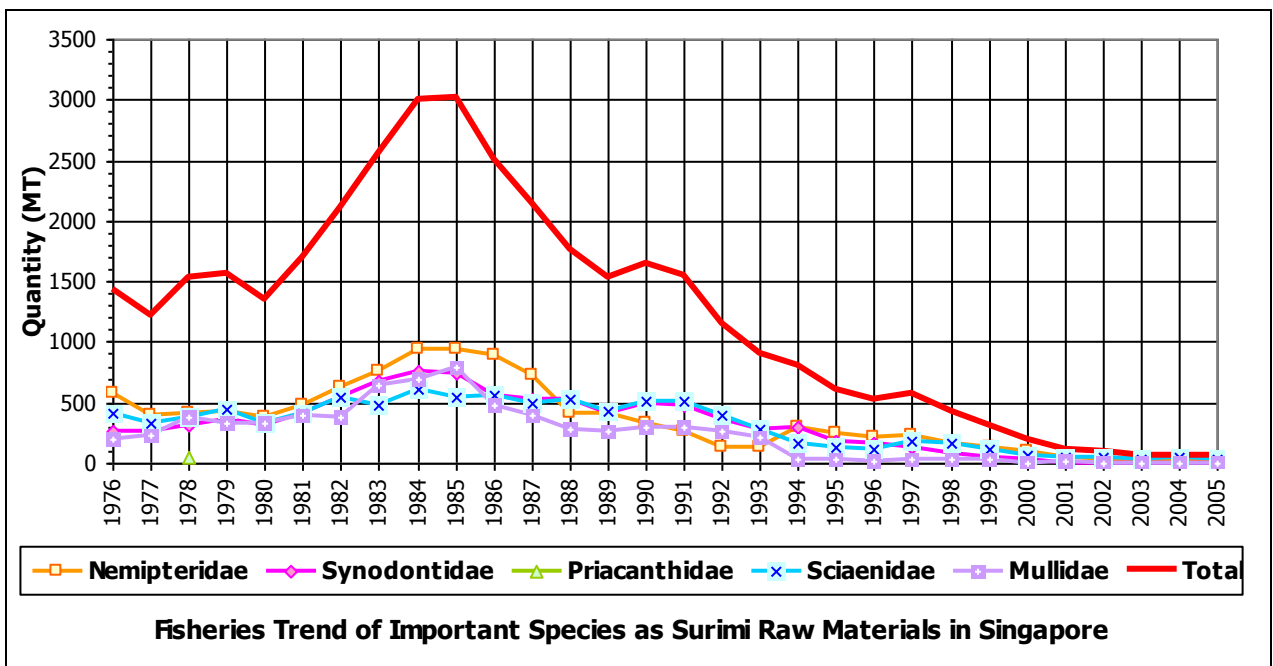 3500
3000
2500
2000
1500
1000
500
0
Quantity (MT)
1976 1977 1978 1979 1980 1981 1982 1983 1984 1985 1986 1987 1988 1989 1990 1991 1992 1993 1994 1995 1996 1997 1998 1999 2000 2001 2002 2003 2004 2005
Nemipteridae Synodontidae Priacanthidae Sciaenidae Mullidae Total
Fisheries Trend of Important Species as Surimi Raw Materials in Singapore